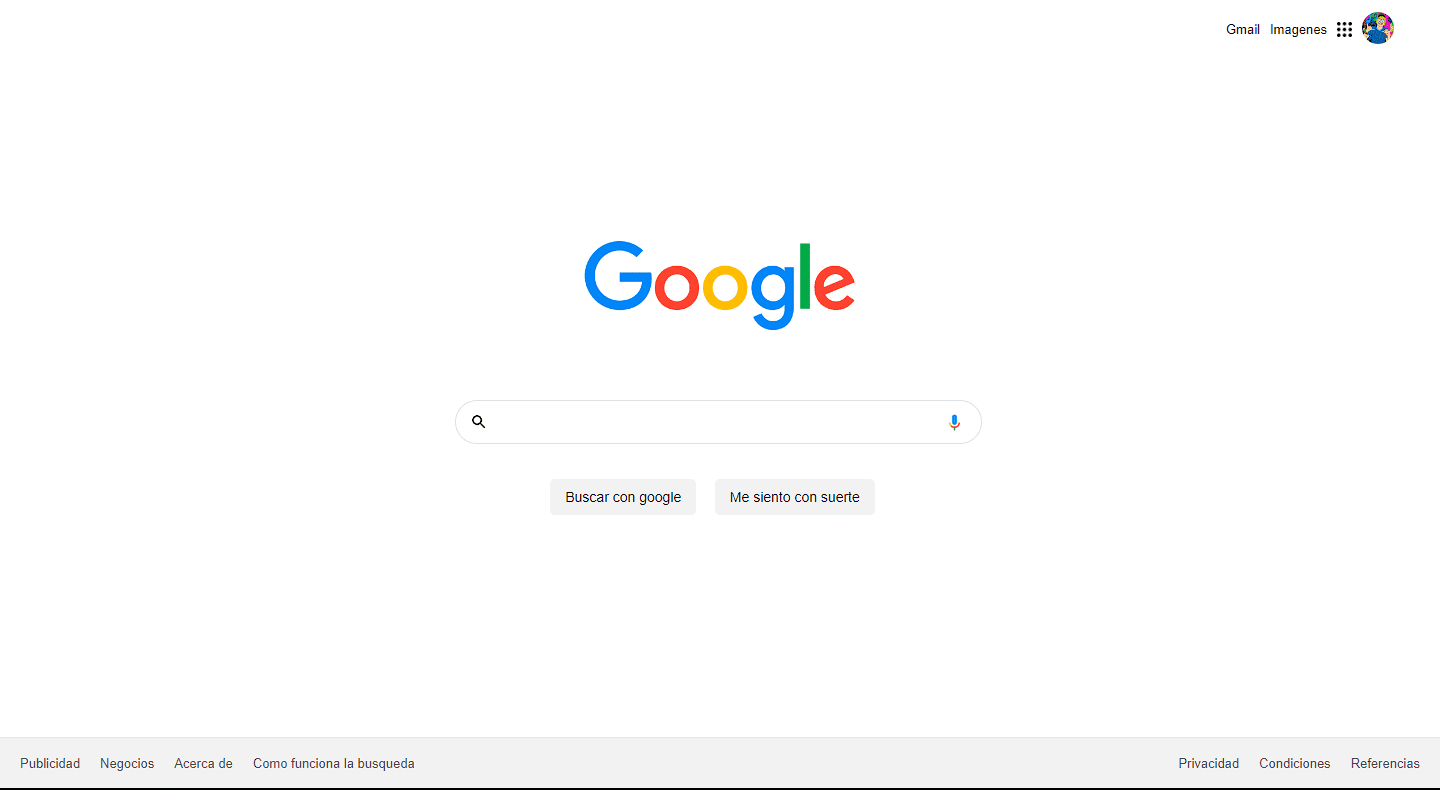 Gmail Imagenes
Google
Buscar con google Me siento con suerte
Publicidad Negocios Acerca de Como funciona la busqueda Privacidad Condiciones Referencias